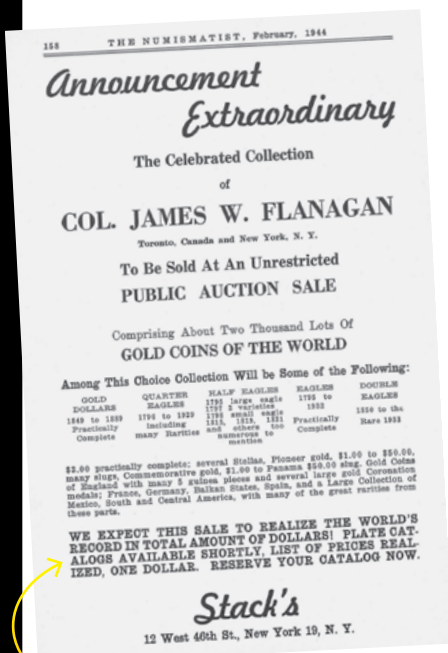 158 THE NUMISMATIST, February, 1944
Announcement
Extraordinary
The Celebrated Collection
of
COL. JAMES W. FLANAGAN
Toronto, Canada and New York, N. Y.
To Be Sold At An Unrestricted
PUBLIC AUCTION SALE
Comprising About Two Thousand Lots Of
GOLD COINS OF THE WORLD
Among This Choice Collection Will be Some of the Following:
GOLD
DOLLARS
1849 to 1889
Practically
Complete
QUARTER
EAGLES
1796 to 1929
including
many Rarities
HALF EAGLES
1795 large eagle
1797 2 varieties
1798 small eagle
1815, 1819, 1831
and others too
numerous to
mention
EAGLES
1795 to
1932
Practically
Complete
DOUBLE
EAGLES
1850 to the
Rare 1933
$3.00 practically complete; several Stellas, Pioneer gold, $1.00 to $50.00,
many slugs, Commemorative gold, $1.00 to Panama $50.00 slug. Gold Coins
of England with many 5 guinea pieces and several large gold Coronation
medals; France, Germany, Balkan States, Spain, and a Large Collection of
Mexico, South and Central America, with many of the great rarities from
these parts.
WE EXPECT THIS SALE TO REALIZE THE WORLD'S
RECORD IN TOTAL AMOUNT OF DOLLARS! PLATE CAT-
ALOGS AVAILABLE SHORTLY, LIST OF PRICES REAL-
IZED, ONE DOLLAR. RESERVE YOUR CATALOG NOW.
Stack's
12 West 46th St., New York 19, N. Y.